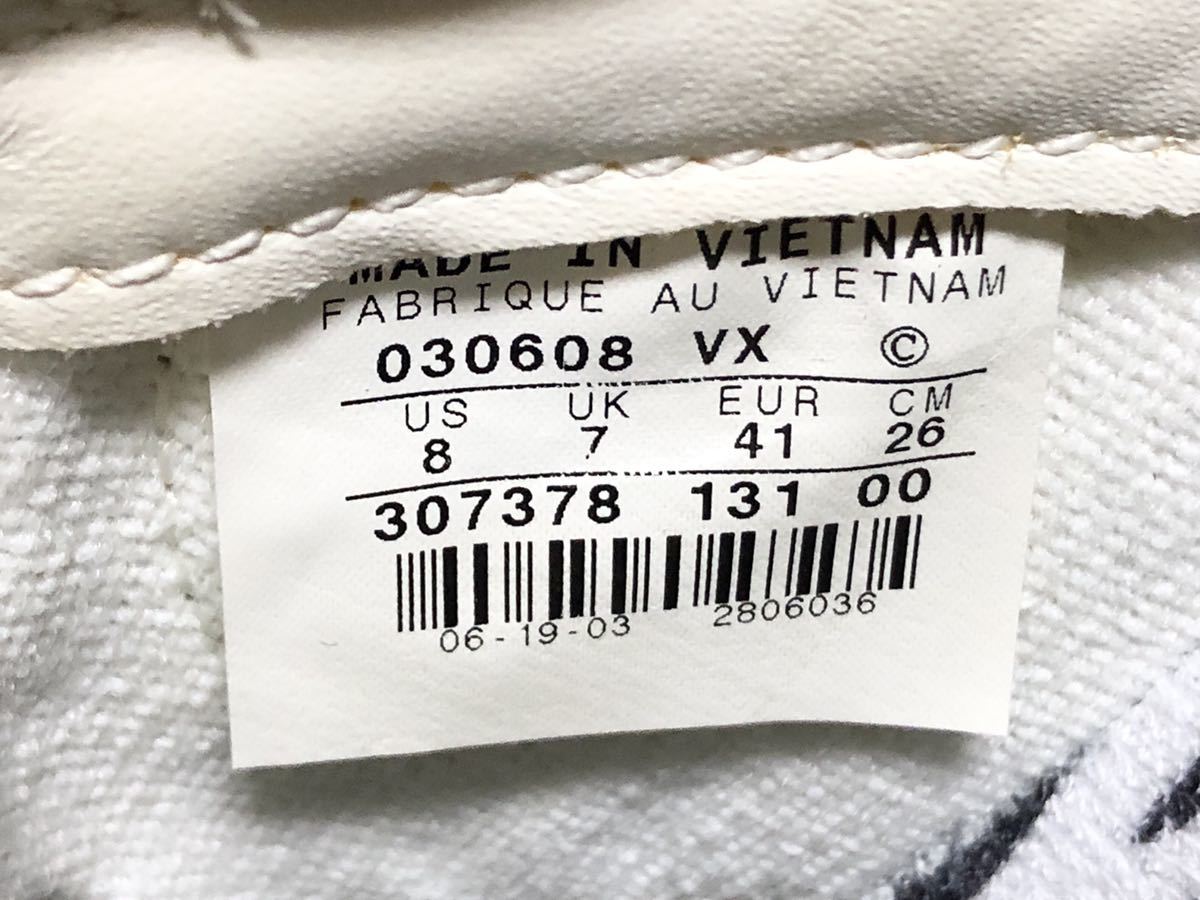 MADE IN VIETNAM
FABRIQUE AU VIETNAM
030608 VX ©
US UK EUR CM
8 7 41 26
307378 131 00
06-19-03 2806036